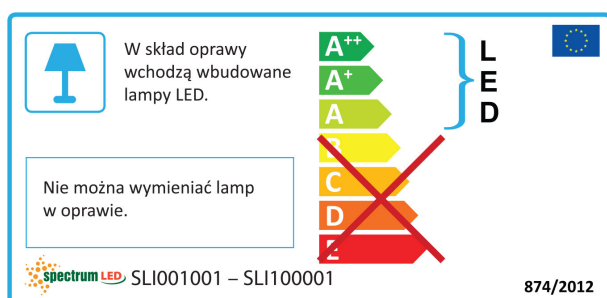 W skład oprawy
wchodzą wbudowane
lampy LED.
A++
A+
A
B
C
D
E
L
E
D
Nie można wymieniać lamp
w oprawie.
spectrum LED SLI001001 – SLI100001
874/2012